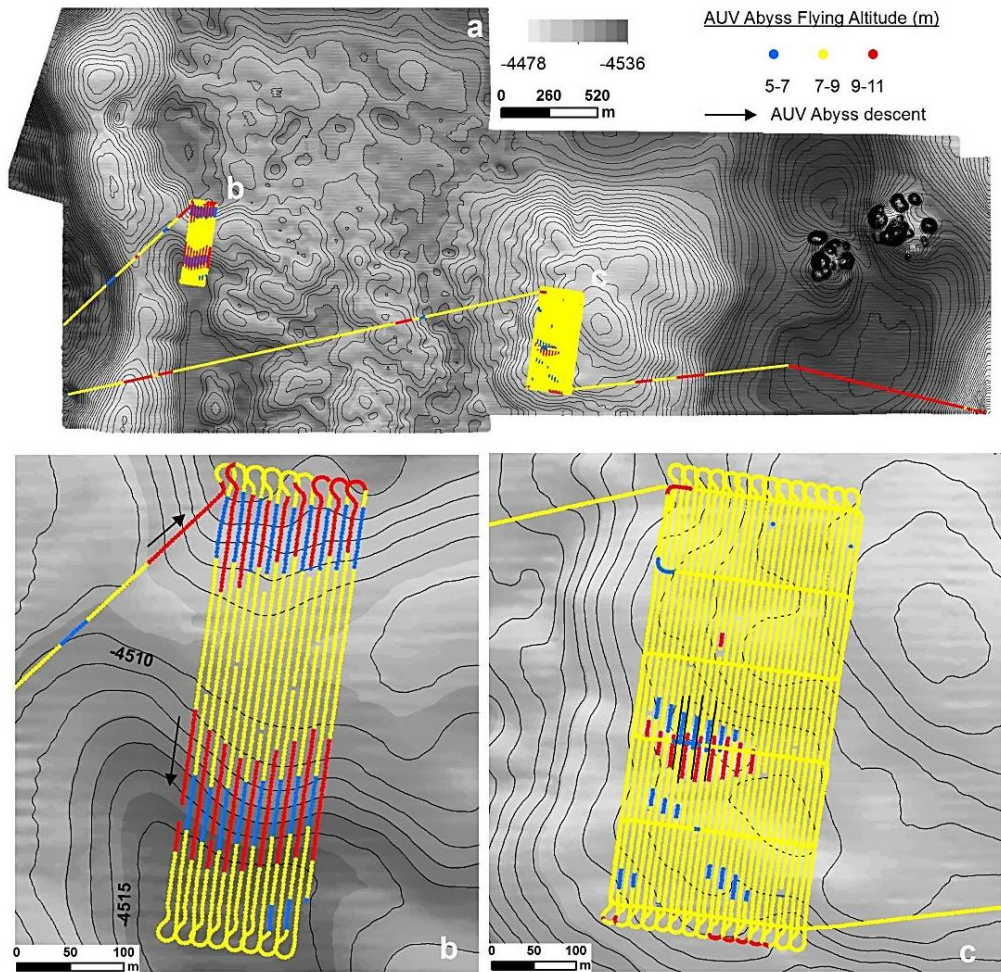 a
-4478 -4536
0 260 520
m
AUV Abyss Flying Altitude (m)
5-7 7-9 9-11
AUV Abyss descent
b
c
-4510
-4515
0 50 100
m
b
0 50 100
m
c